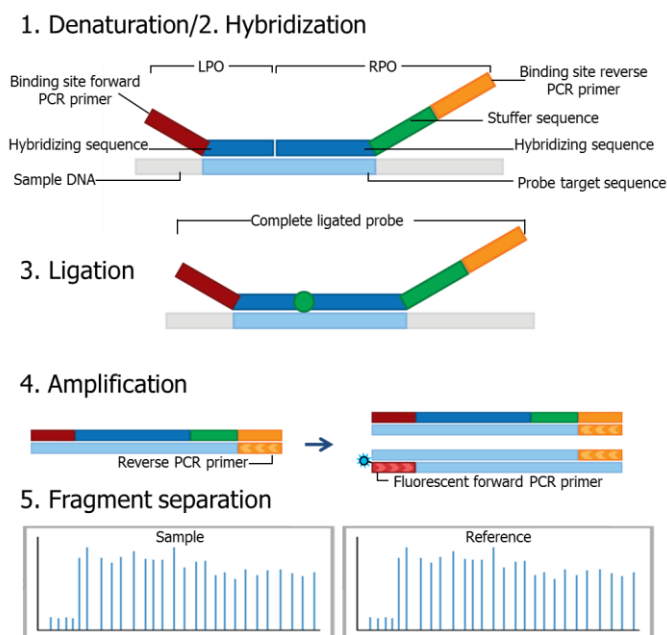 1. Denaturation/2. Hybridization
LPO
RPO
Binding site forward
PCR primer
Binding site reverse
PCR primer
Stuffer sequence
Hybridizing sequence
Hybridizing sequence
Sample DNA
Probe target sequence
Complete ligated probe
3. Ligation
4. Amplification
Reverse PCR primer
Fluorescent forward PCR primer
5. Fragment separation
Sample
Reference